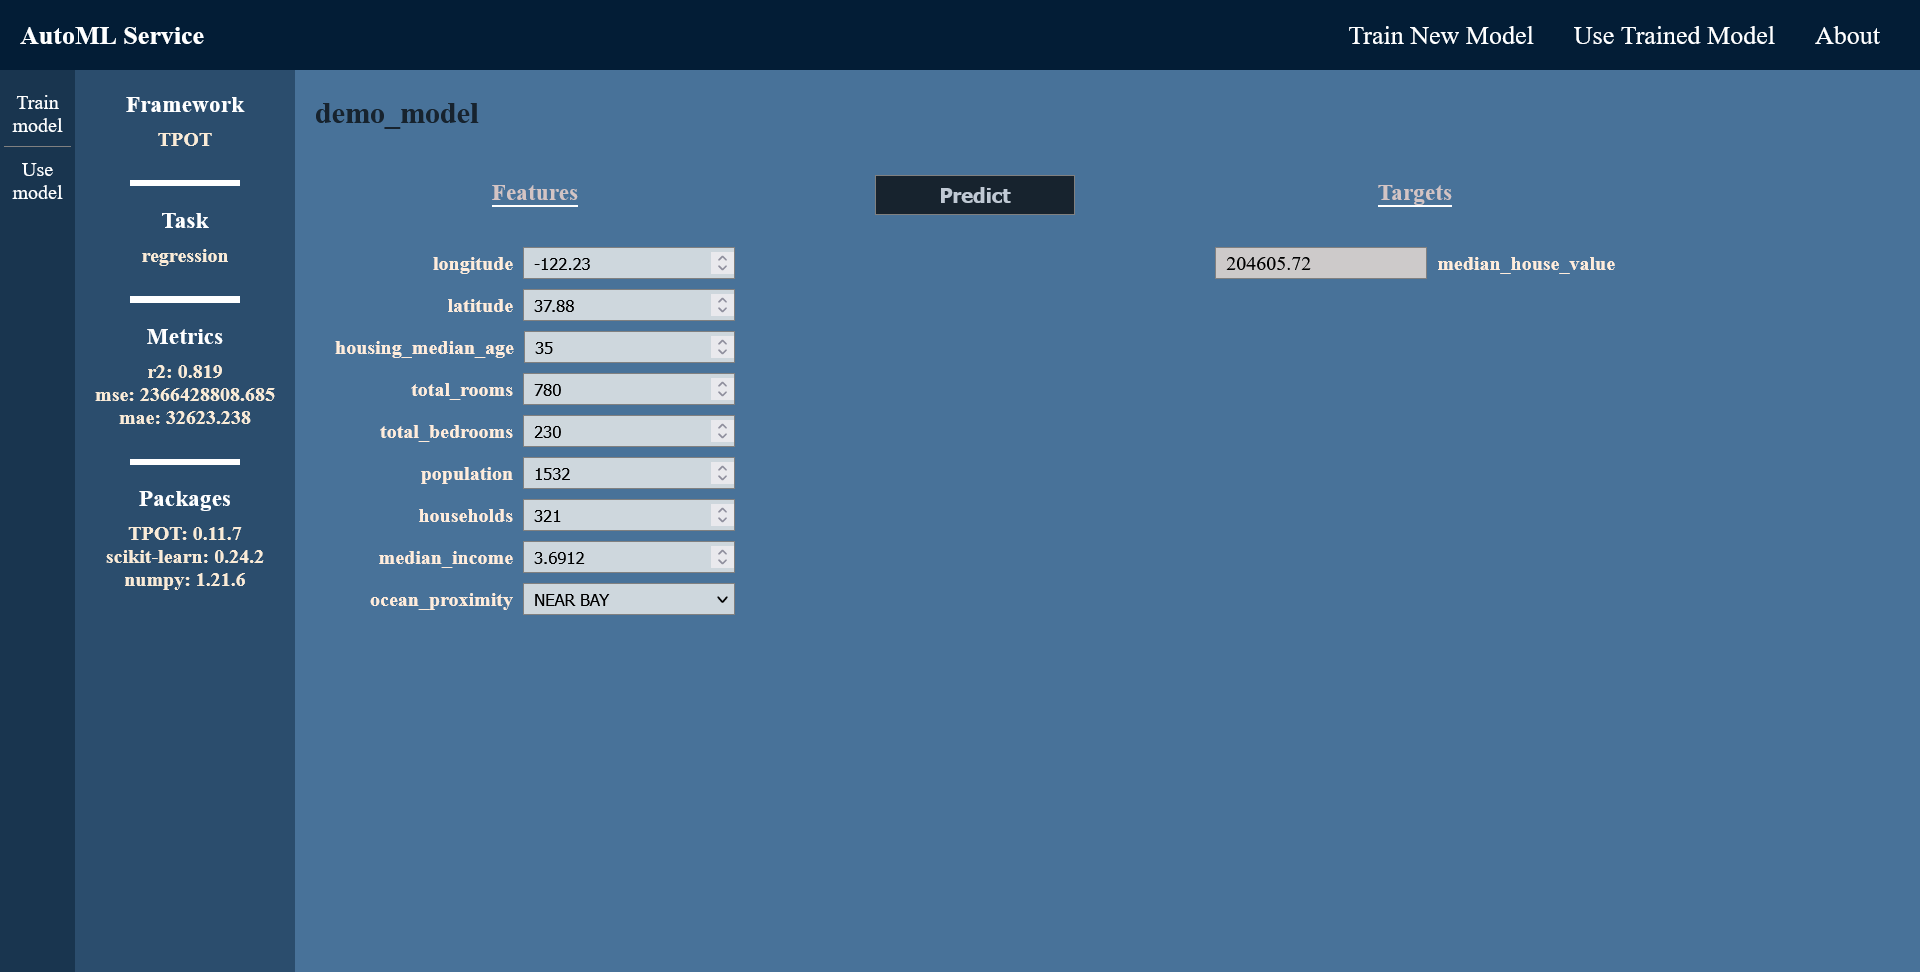 AutoML Service
Train New Model
Use Trained Model
About
Train
model
Use
model
Framework
TPOT
Task
regression
Metrics
r2: 0.819
mse: 2366428808.685
mae: 32623.238
Packages
TPOT: 0.11.7
scikit-learn: 0.24.2
numpy: 1.21.6
demo_model
Features
Predict
Targets
longitude -122.23
latitude 37.88
housing_median_age 35
total_rooms 780
total_bedrooms 230
population 1532
households 321
median_income 3.6912
ocean_proximity NEAR BAY
204605.72 median_house_value